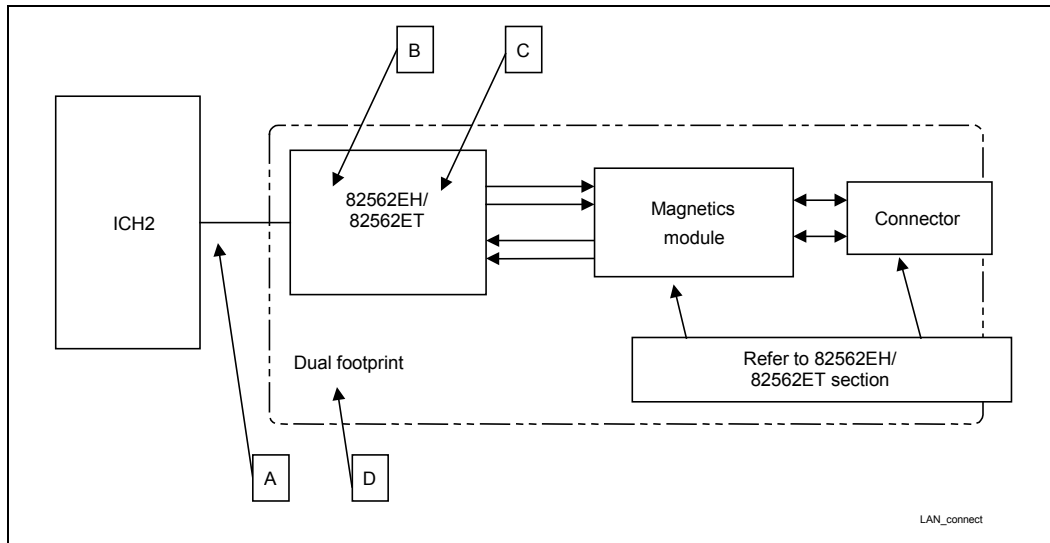 B
C
ICH2
82562EH/
82562ET
Magnetics
module
Connector
Dual footprint
Refer to 82562EH/
82562ET section
A
D
LAN_connect